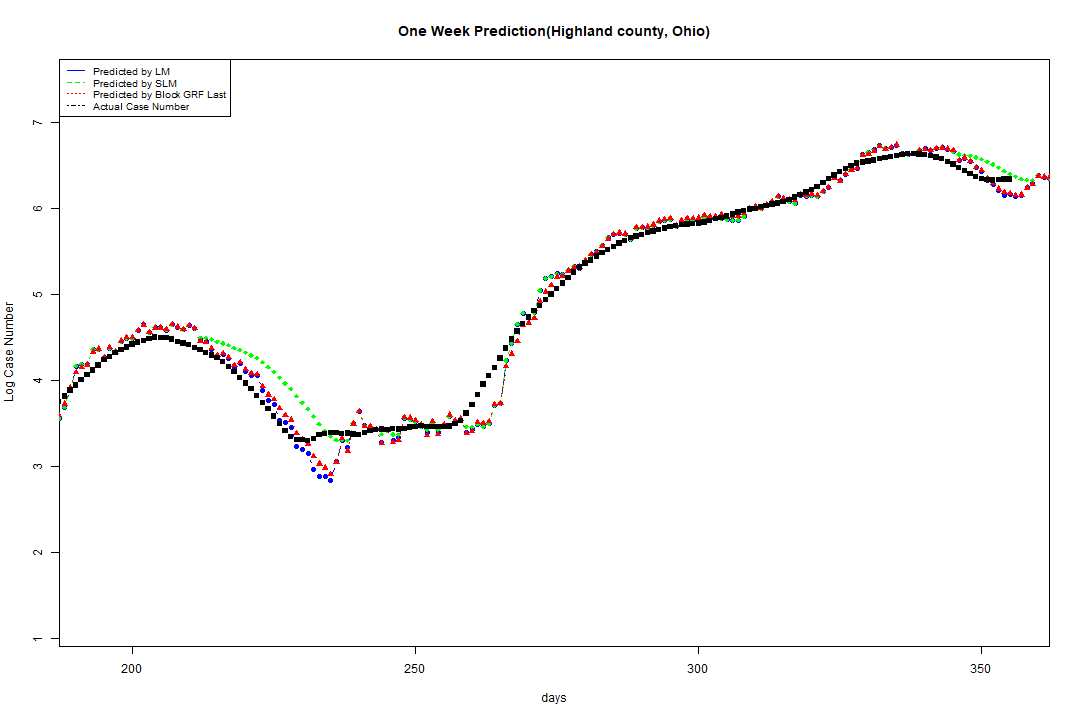 One Week Prediction(Highland county, Ohio)
Predicted by LM
Predicted by SLM
Predicted by Block GRF Last
Actual Case Number
7
6
5
4
3
2
1
Log Case Number
200
250
300
350
days